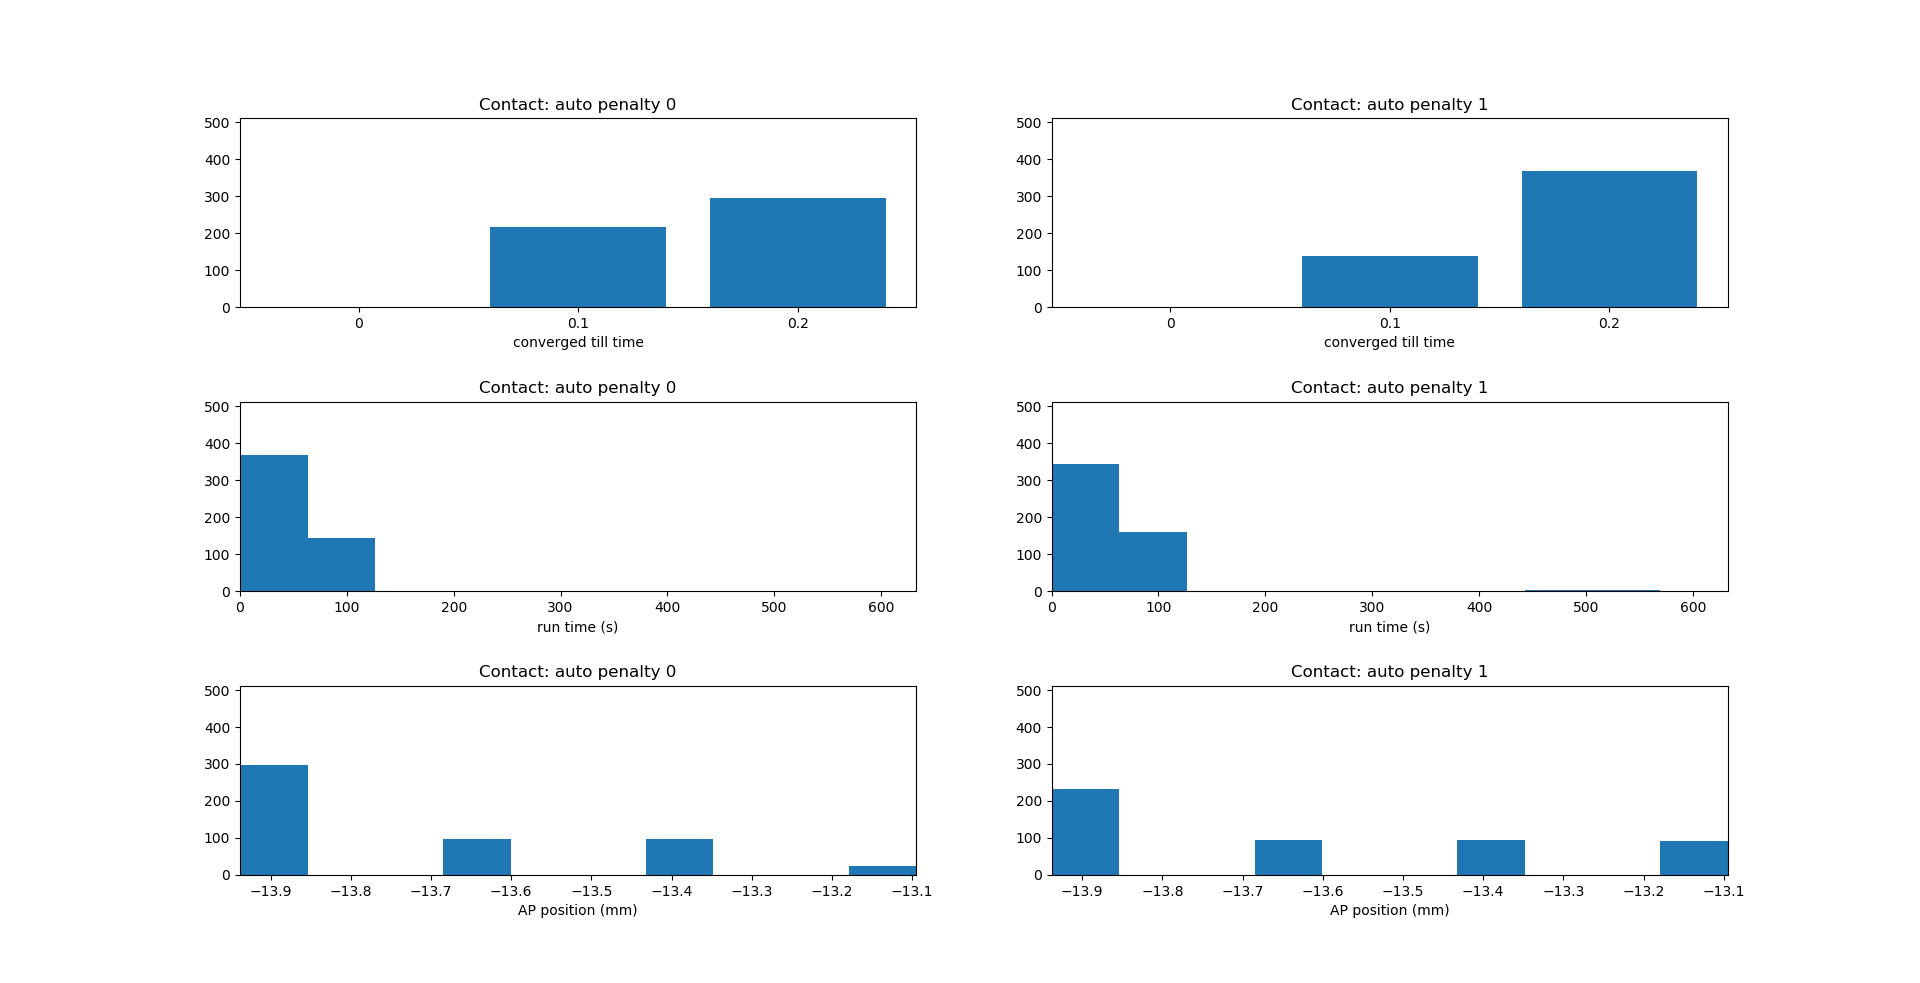 Contact: auto penalty 0
500
400
300
200
100
0
0 0.1 0.2
converged till time
Contact: auto penalty 1
500
400
300
200
100
0
0 0.1 0.2
converged till time
Contact: auto penalty 0
500
400
300
200
100
0
0 100 200 300 400 500 600
run time (s)
Contact: auto penalty 1
500
400
300
200
100
0
0 100 200 300 400 500 600
run time (s)
Contact: auto penalty 0
500
400
300
200
100
0
−13.9 −13.8 −13.7 −13.6 −13.5 −13.4 −13.3 −13.2 −13.1
AP position (mm)
Contact: auto penalty 1
500
400
300
200
100
0
−13.9 −13.8 −13.7 −13.6 −13.5 −13.4 −13.3 −13.2 −13.1
AP position (mm)